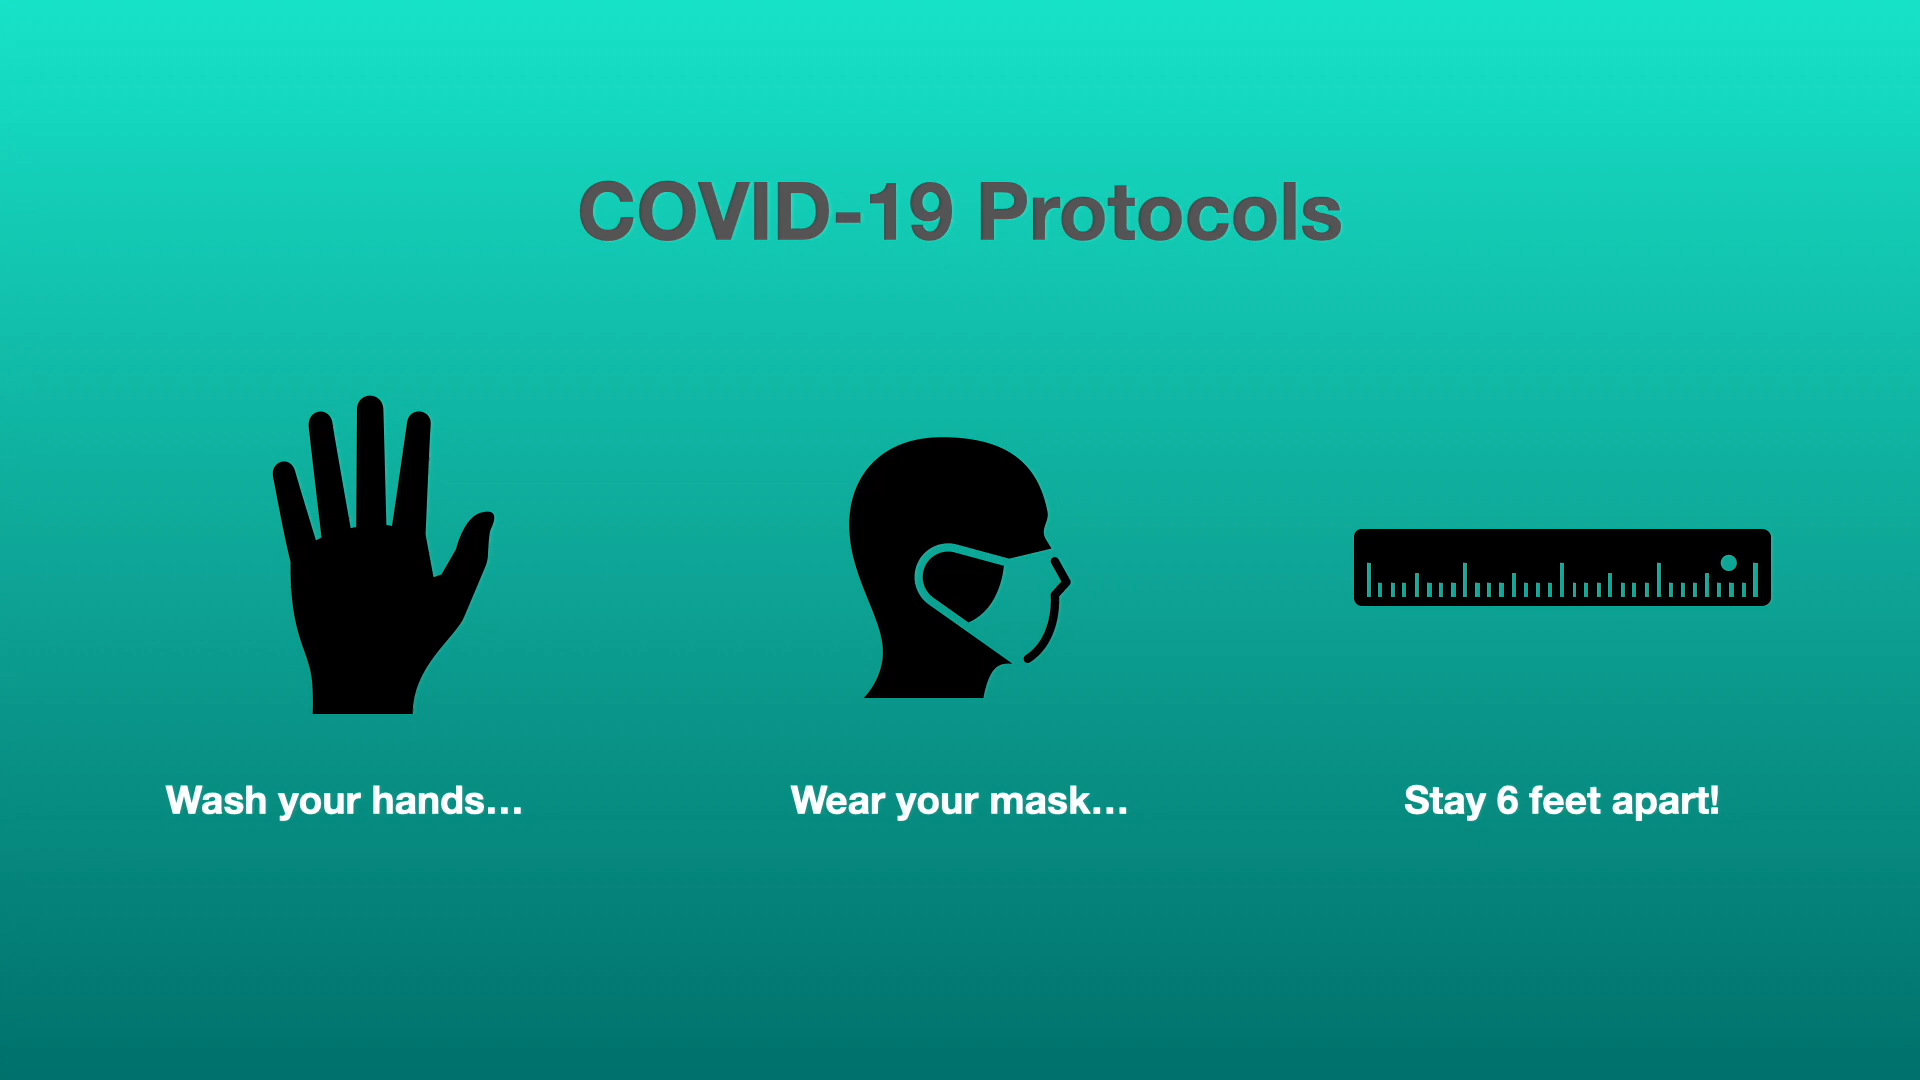 COVID-19 Protocols
Wash your hands...
Wear your mask...
Stay 6 feet apart!